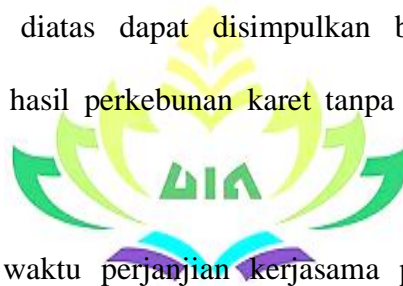 diatas dapat disimpulkan b
hasil perkebunan karet tanpa
UIN
waktu perjanjian kerjasama p